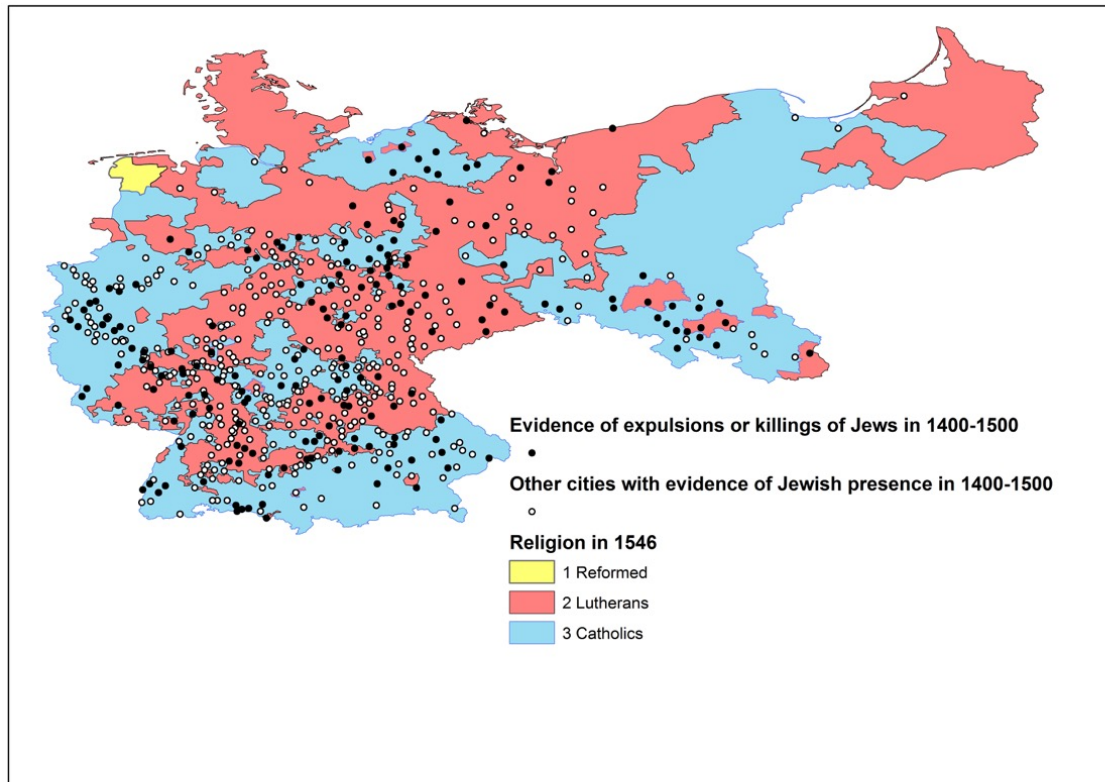 Evidence of expulsions or killings of Jews in 1400-1500
Other cities with evidence of Jewish presence in 1400-1500
Religion in 1546
1 Reformed
2 Lutherans
3 Catholics